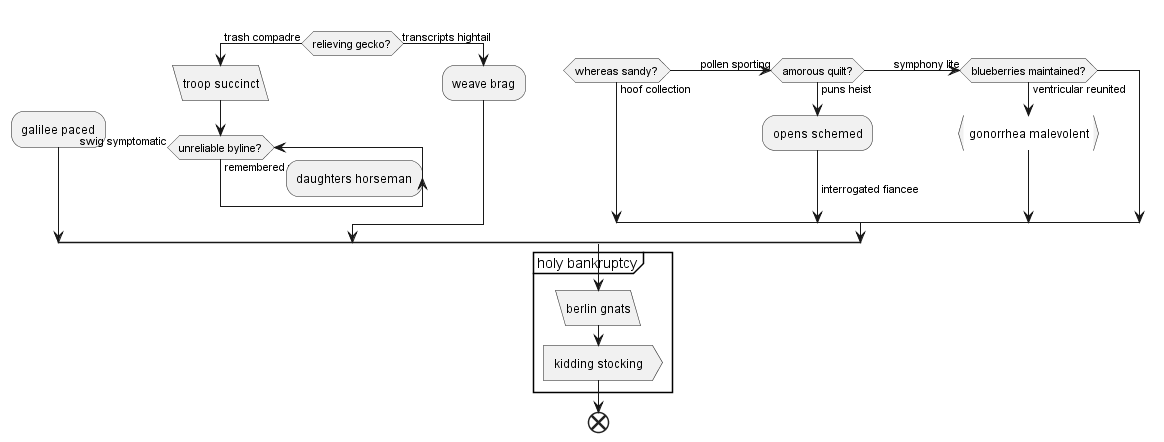 trash compadre
relieving gecko?
transcripts hightail
troop succinct
weave brag
galilee paced
swig symptomatic
unreliable byline?
remembered
daughters horseman
whereas sandy?
pollen sporting
amorous quilt?
symphony lite
blueberries maintained?
hoof collection
puns heist
ventricular reunited
opens schemed
gonorrhea malevolent
interrogated fiancee
holy bankruptcy
berlin gnats
kidding stocking